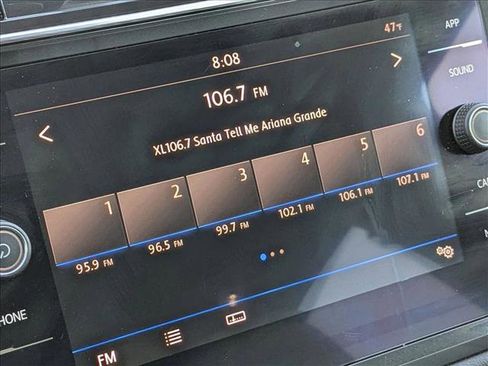 47°F
APP
8:08
SOUND
106.7 FM
XL106.7 Santa Tell Me Ariana Grande
1 2 3 4 5 6
95.9 FM 96.5 FM 99.7 FM 102.1 FM 106.1 FM 107.1 FM
FM